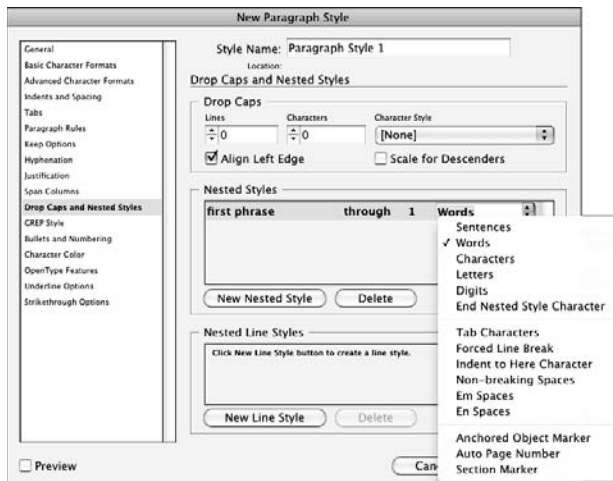 New Paragraph Style
General
Basic Character Formats
Advanced Character Formats
Indents and Spacing
Tabs
Paragraph Rules
Keep Options
Hyphenation
Justification
Span Columns
Drop Caps and Nested Styles
GREP Style
Bullets and Numbering
Character Color
OpenType Features
Underline Options
Strikethrough Options
Preview
Style Name: Paragraph Style 1
Location:
Drop Caps and Nested Styles
Drop Caps
Lines Characters Character Style
0 0 [None]
Align Left Edge Scale for Descenders
Nested Styles
first phrase through 1 Words
New Nested Style Delete
Nested Line Styles
Click New Line Style button to create a line style.
New Line Style Delete
Can
Sentences
✓ Words
Characters
Letters
Digits
End Nested Style Character
Tab Characters
Forced Line Break
Indent to Here Character
Non-breaking Spaces
Em Spaces
En Spaces
Anchored Object Marker
Auto Page Number
Section Marker